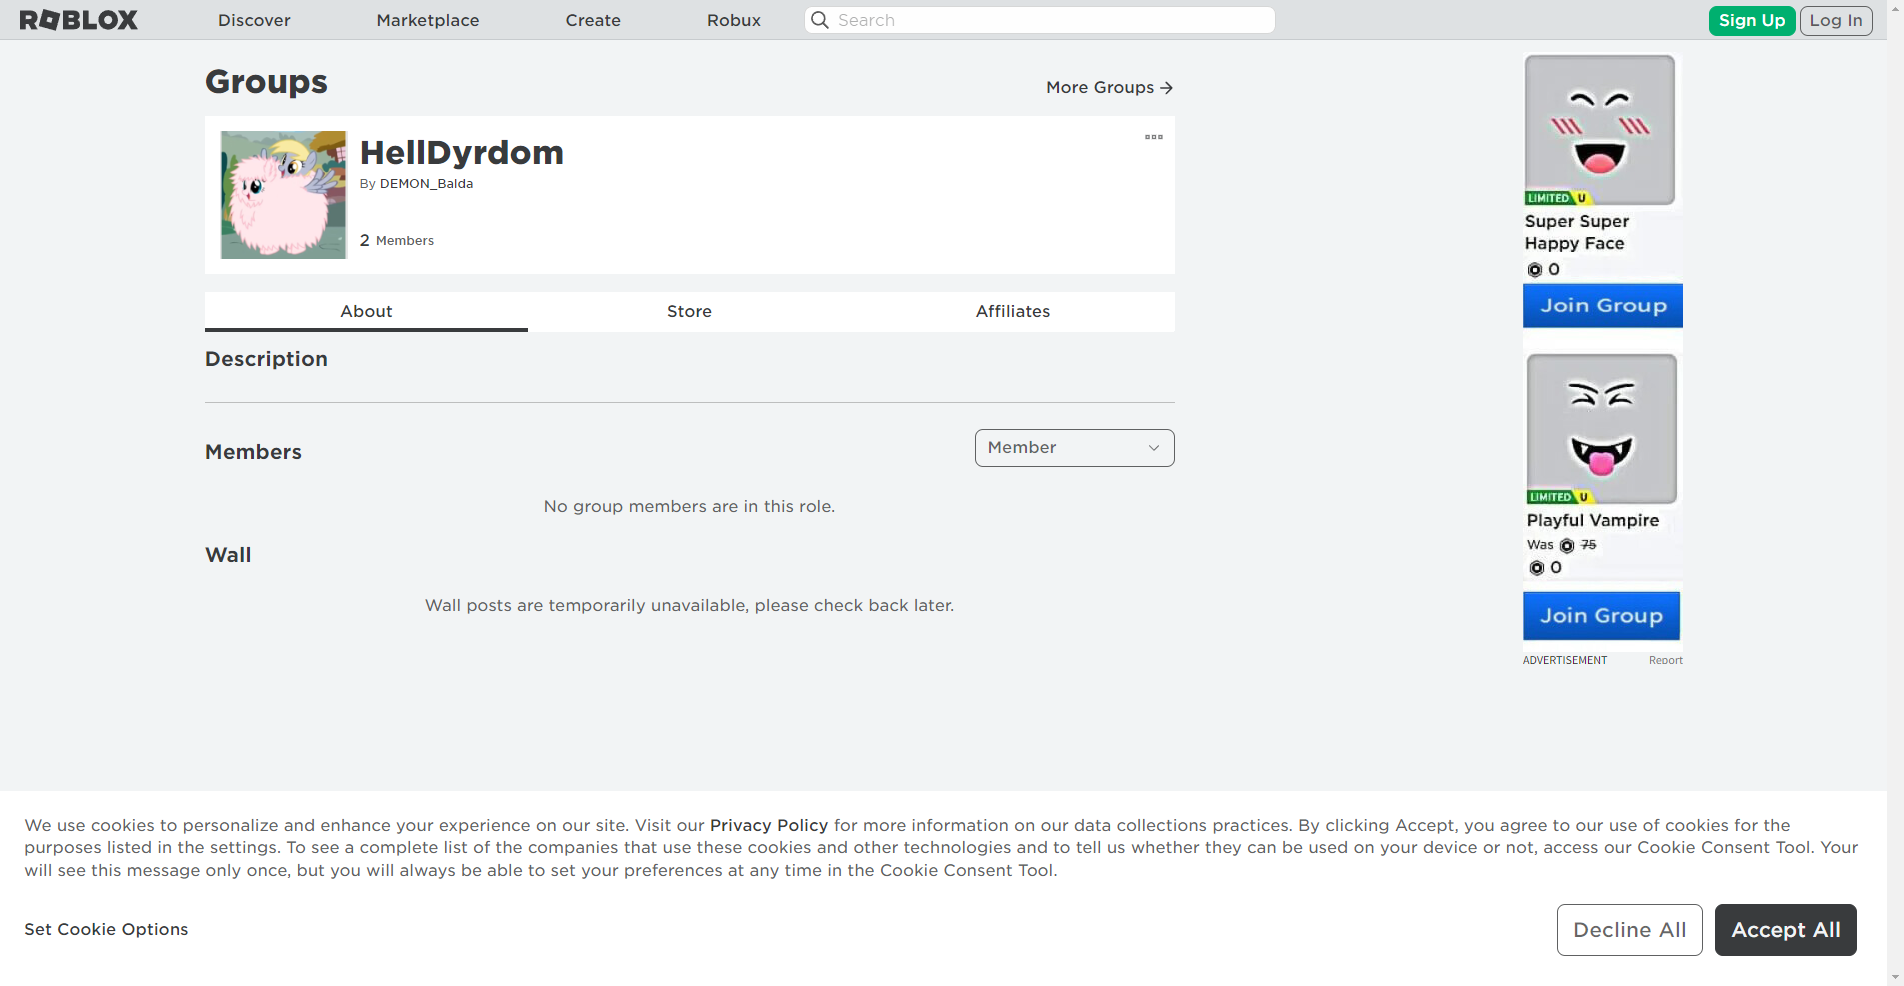 ROBLOX
Discover
Marketplace
Create
Robux
Search
Sign Up
Log In
Groups
More Groups
HellDyrdom
By DEMON_Balda
2 Members
About
Store
Affiliates
Description
Members
Member
No group members are in this role.
Wall
Wall posts are temporarily unavailable, please check back later.
LIMITED U
Super Super
Happy Face
0
Join Group
LIMITED U
Playful Vampire
Was 75
0
Join Group
ADVERTISEMENT
Report
We use cookies to personalize and enhance your experience on our site. Visit our Privacy Policy for more information on our data collections practices. By clicking Accept, you agree to our use of cookies for the
purposes listed in the settings. To see a complete list of the companies that use these cookies and other technologies and to tell us whether they can be used on your device or not, access our Cookie Consent Tool. Your
will see this message only once, but you will always be able to set your preferences at any time in the Cookie Consent Tool.
Set Cookie Options
Decline All
Accept All